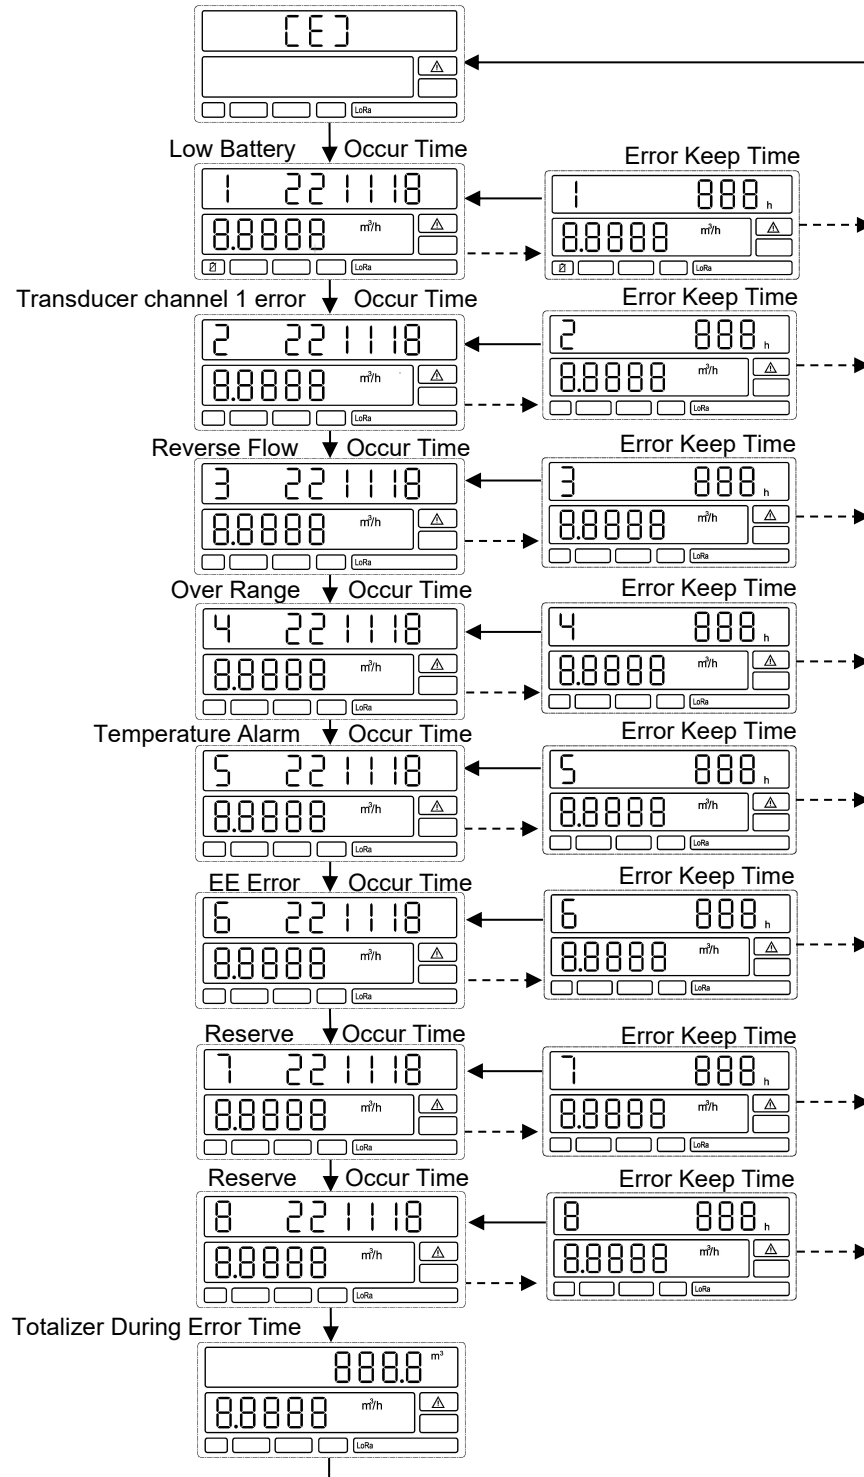 [E]
⚠
LoRa
Low Battery Occur Time Error Keep Time
1 221118 1 888 h
8.8888 m³/h ⚠ 8.8888 m³/h ⚠
LoRa LoRa
Transducer channel 1 error Occur Time Error Keep Time
2 221118 2 888 h
8.8888 m³/h ⚠ 8.8888 m³/h ⚠
LoRa LoRa
Reverse Flow Occur Time Error Keep Time
3 221118 3 888 h
8.8888 m³/h ⚠ 8.8888 m³/h ⚠
LoRa LoRa
Over Range Occur Time Error Keep Time
4 221118 4 888 h
8.8888 m³/h ⚠ 8.8888 m³/h ⚠
LoRa LoRa
Temperature Alarm Occur Time Error Keep Time
5 221118 5 888 h
8.8888 m³/h ⚠ 8.8888 m³/h ⚠
LoRa LoRa
EE Error Occur Time Error Keep Time
6 221118 6 888 h
8.8888 m³/h ⚠ 8.8888 m³/h ⚠
LoRa LoRa
Reserve Occur Time Error Keep Time
7 221118 7 888 h
8.8888 m³/h ⚠ 8.8888 m³/h ⚠
LoRa LoRa
Reserve Occur Time Error Keep Time
8 221118 8 888 h
8.8888 m³/h ⚠ 8.8888 m³/h ⚠
LoRa LoRa
Totalizer During Error Time
888.8 m³
8.8888 m³/h ⚠
LoRa